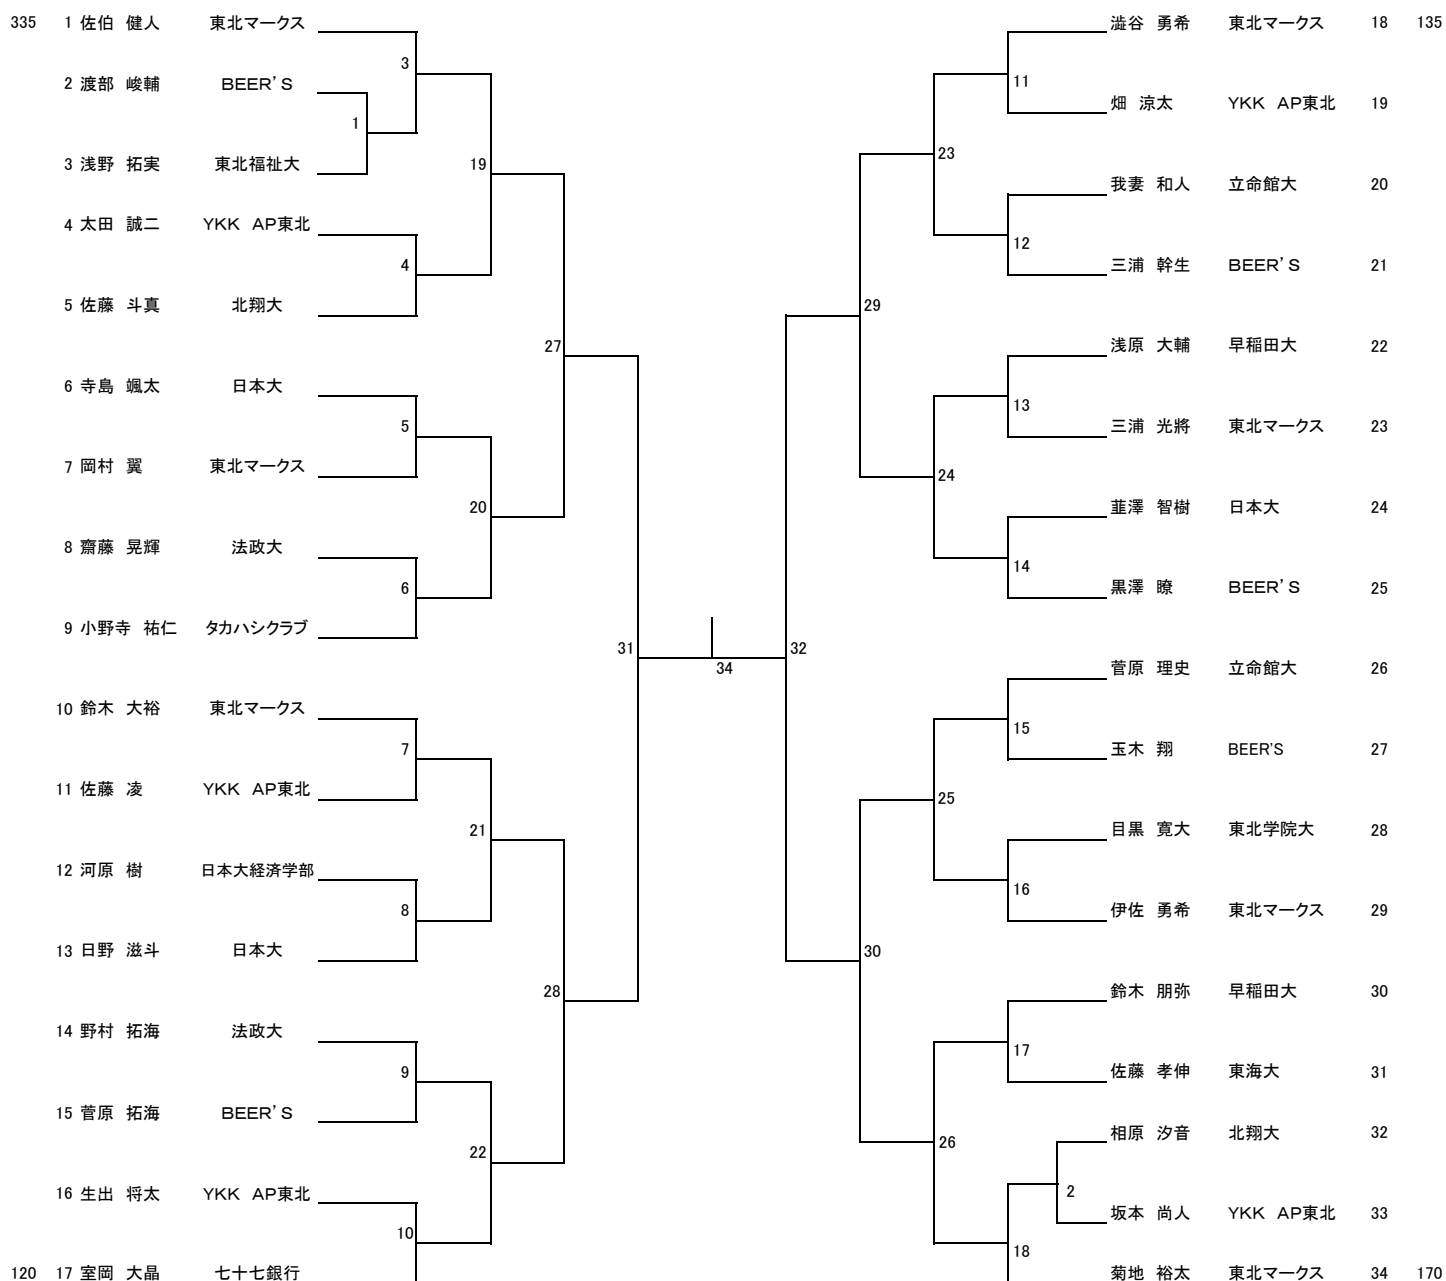 335 1 佐伯 健人 東北マークス
3
2 渡部 峻輔 BEER'S
1
3 浅野 拓実 東北福祉大
19
4 太田 誠二 YKK AP東北
4
5 佐藤 斗真 北翔大
27
6 寺島 颯太 日本大
5
7 岡村 翼 東北マークス
20
8 齋藤 晃輝 法政大
6
9 小野寺 祐仁 タカハシクラブ
31
10 鈴木 大裕 東北マークス
7
11 佐藤 凌 YKK AP東北
21
12 河原 樹 日本大経済学部
8
13 日野 滋斗 日本大
28
14 野村 拓海 法政大
9
15 菅原 拓海 BEER'S
22
16 生出 将太 YKK AP東北
10
120 17 室岡 大晶 七十七銀行
34
澁谷 勇希 東北マークス 18 135
11
畑 涼太 YKK AP東北 19
23
我妻 和人 立命館大 20
12
三浦 幹生 BEER'S 21
29
浅原 大輔 早稲田大 22
13
三浦 光將 東北マークス 23
24
韮澤 智樹 日本大 24
14
黒澤 瞭 BEER'S 25
32
菅原 理史 立命館大 26
15
玉木 翔 BEER'S 27
25
目黒 寛大 東北学院大 28
16
伊佐 勇希 東北マークス 29
30
鈴木 朋弥 早稲田大 30
17
佐藤 孝伸 東海大 31
26
相原 汐音 北翔大 32
2
坂本 尚人 YKK AP東北 33
18
菊地 裕太 東北マークス 34 170